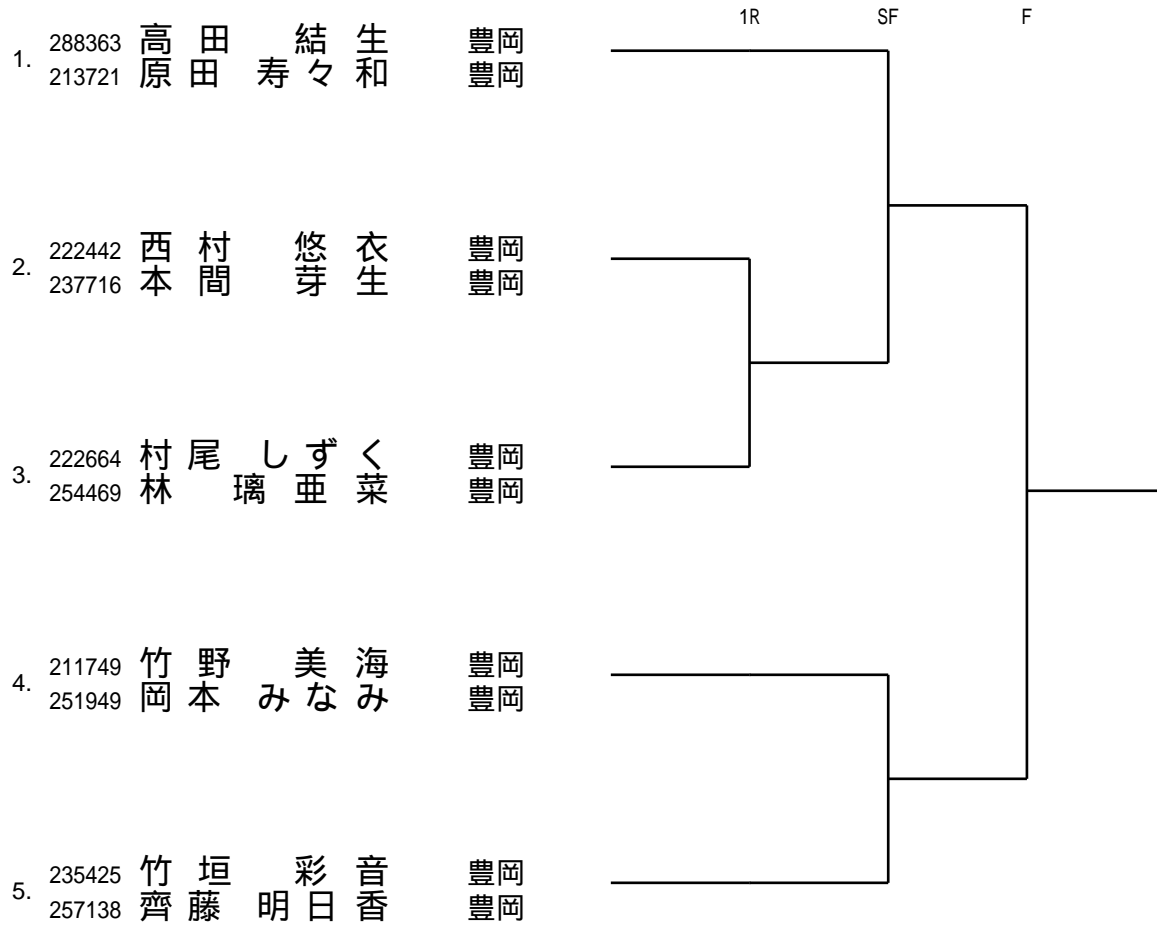 1R SF F
1. 288363 高田 結生 豊岡
213721 原田 寿々和 豊岡
2. 222442 西村 悠衣 豊岡
237716 本間 芽生 豊岡
3. 222664 村尾 しずく 豊岡
254469 林 璃亜菜 豊岡
4. 211749 竹野 美海 豊岡
251949 岡本 みなみ 豊岡
5. 235425 竹垣 彩音 豊岡
257138 齊藤 明日香 豊岡